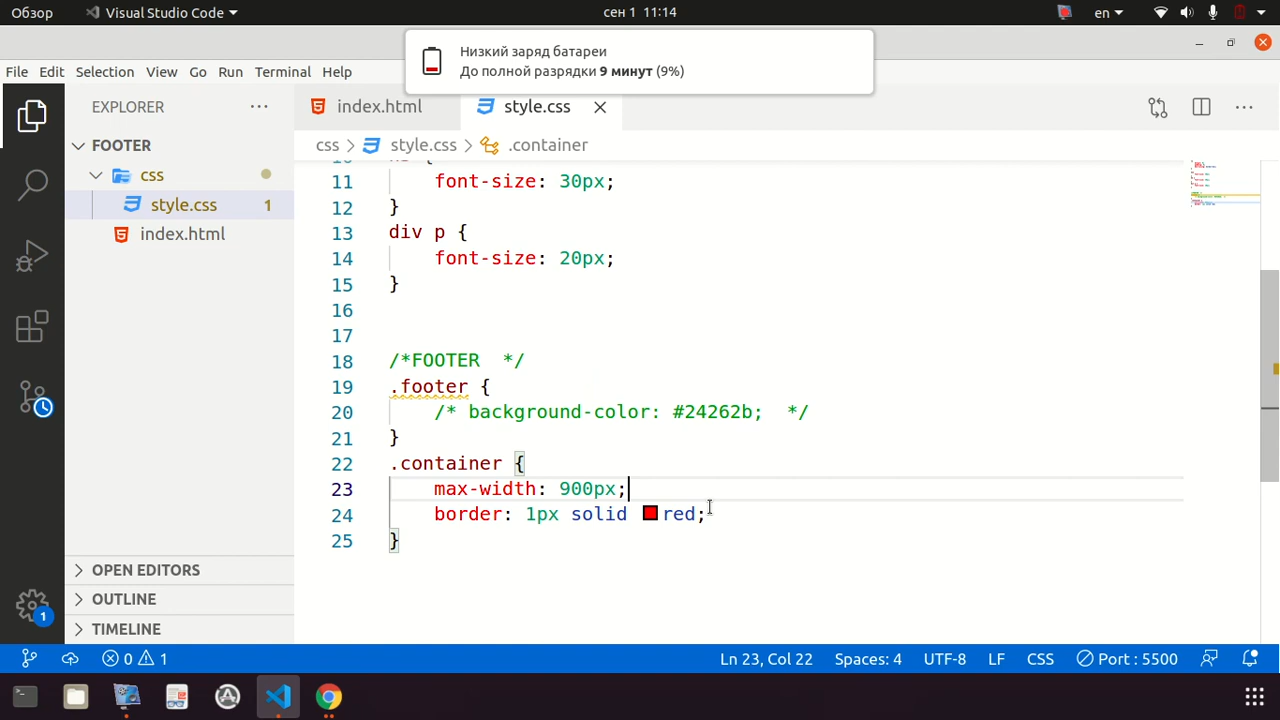 Обзор
Visual Studio Code
сен 1 11:14
en
Низкий заряд батареи
До полной разрядки 9 минут (9%)
File Edit Selection View Go Run Terminal Help
EXPLORER
index.html
style.css
FOOTER
css
style.css 1
index.html
css > style.css > .container
11 font-size: 30px;
12 }
13 div p {
14 font-size: 20px;
15 }
16
17
18 /*FOOTER */
19 .footer {
20 /* background-color: #24262b; */
21 }
22 .container {
23 max-width: 900px;
24 border: 1px solid red;
25 }
OPEN EDITORS
OUTLINE
TIMELINE
1
0 1
Ln 23, Col 22 Spaces: 4 UTF-8 LF CSS Port : 5500